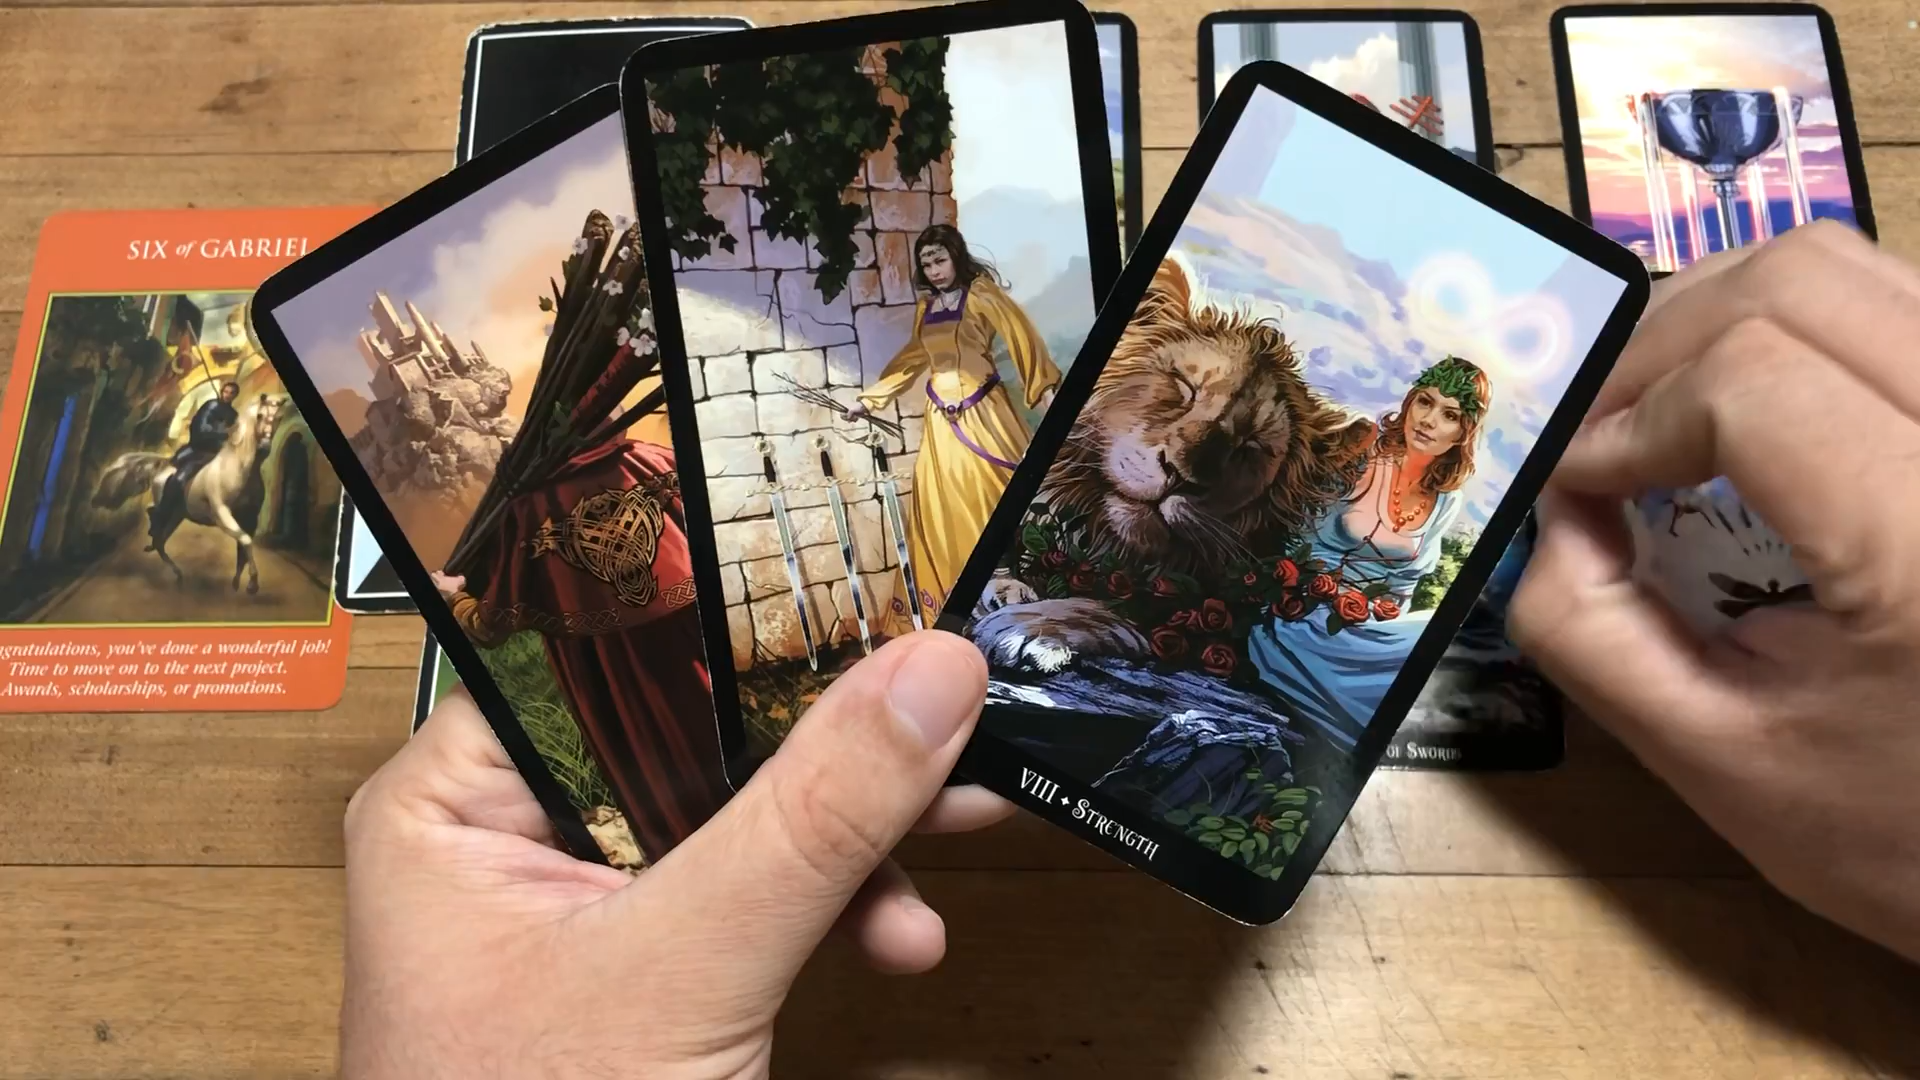 SIX of GABRIEL
ngratulations, you've done a wonderful job!
Time to move on to the next project.
Awards, scholarships, or promotions.
OF SWORDS
VIII ✦ STRENGTH